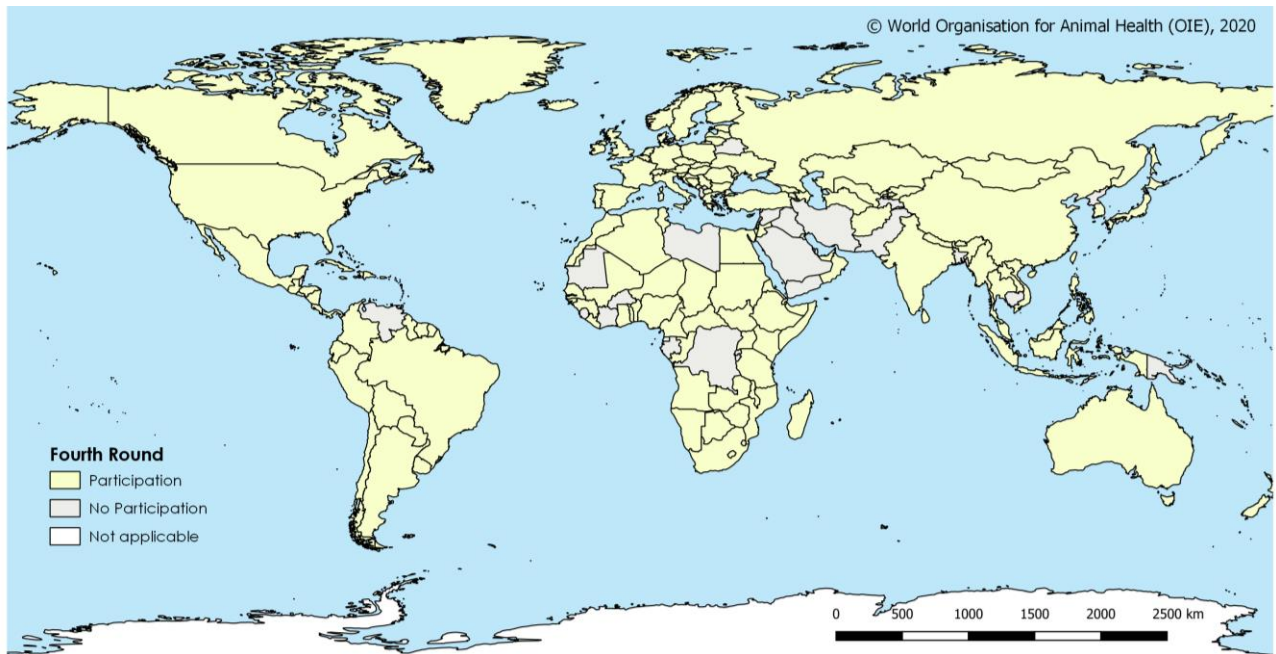 © World Organisation for Animal Health (OIE), 2020
Fourth Round
Participation
No Participation
Not applicable
0 500 1000 1500 2000 2500 km